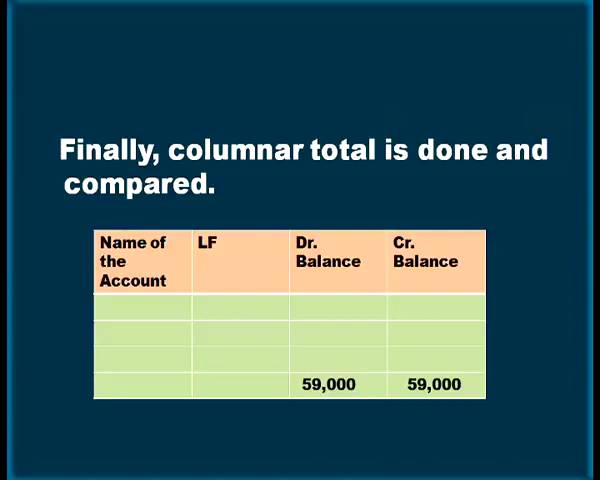 Finally, columnar total is done and
compared.
Name of the Account LF Dr. Balance Cr. Balance
59,000 59,000